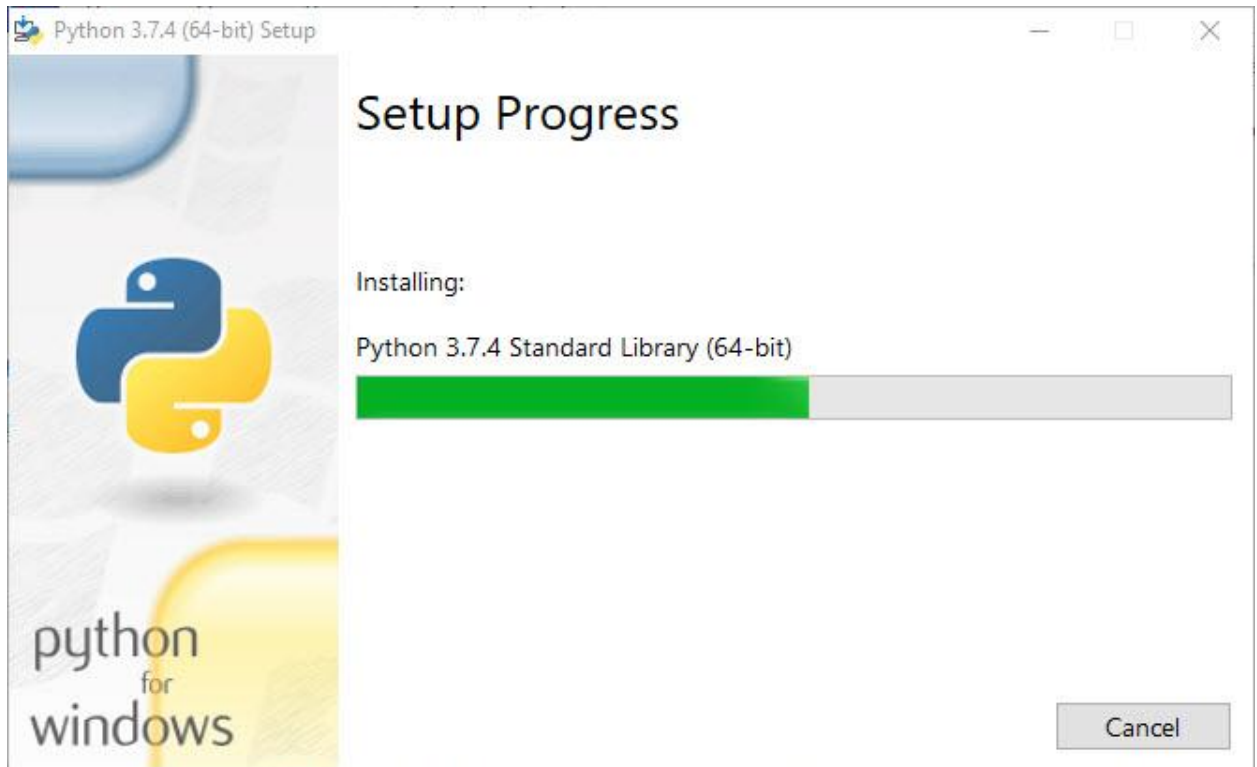 Python 3.7.4 (64-bit) Setup
Setup Progress
Installing:
Python 3.7.4 Standard Library (64-bit)
python
for
windows
Cancel